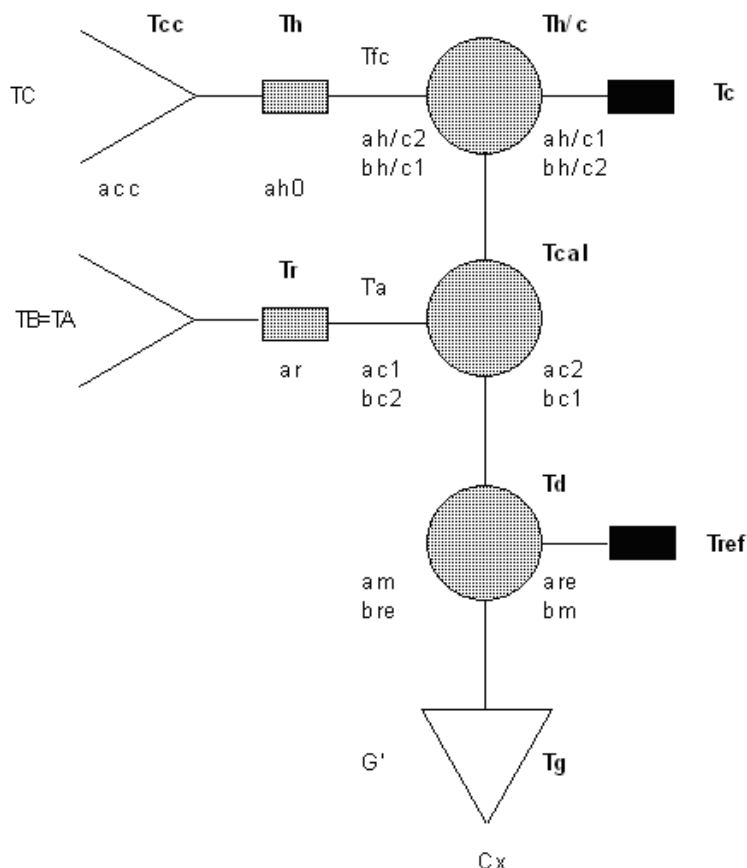 Tcc
Th
Tfc
Th/c
TC
Tc
ah/c2
bh/c1
ah/c1
bh/c2
acc
ah0
Tr
T'a
Tcal
TB=TA
ar
ac1
bc2
ac2
bc1
Td
Tref
am
bre
are
bm
G'
Tg
Cx